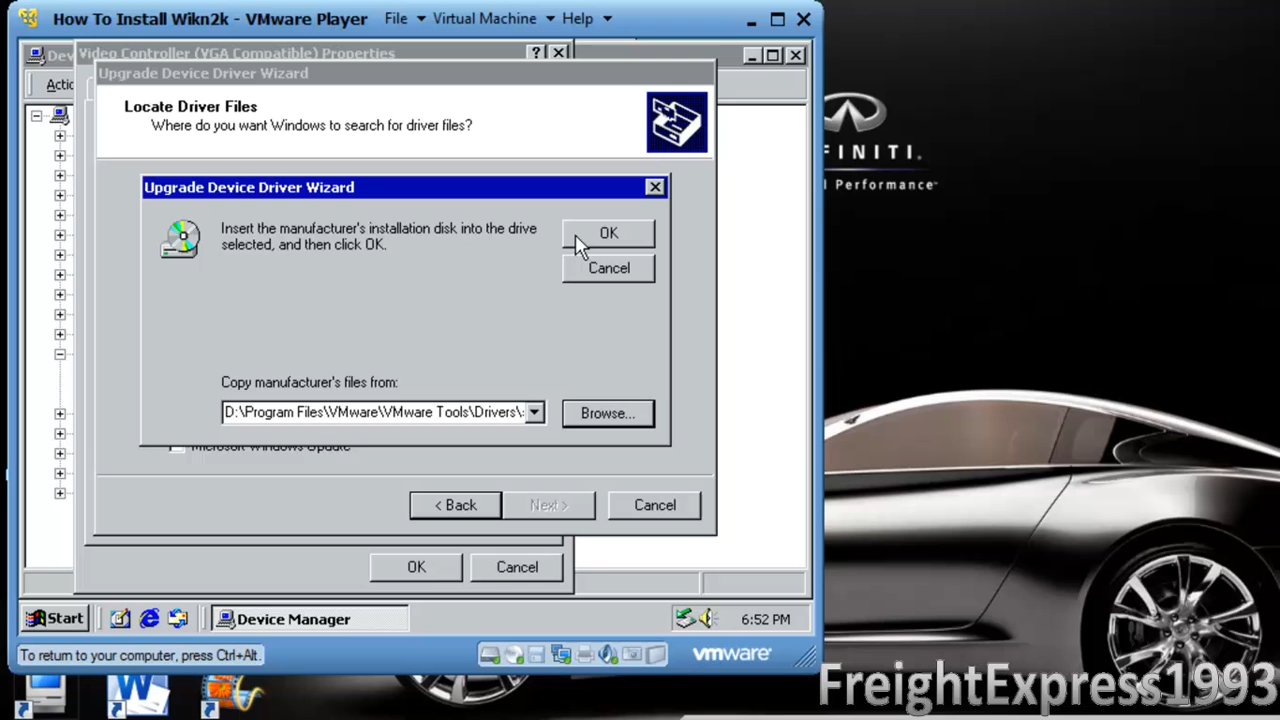 How To Install Wikn2k - VMware Player File Virtual Machine Help
Video Controller (VGA Compatible) Properties
Upgrade Device Driver Wizard
Locate Driver Files
Where do you want Windows to search for driver files?
Upgrade Device Driver Wizard
Insert the manufacturer's installation disk into the drive
selected, and then click OK.
OK
Cancel
Copy manufacturer's files from:
D:\Program Files\VMware\VMware Tools\Drivers\
Browse...
Microsoft Windows Update
< Back Next > Cancel
OK Cancel
Start Device Manager 6:52 PM
To return to your computer, press Ctrl+Alt.
vmware
FINITI.
Performance
FreightExpress1993